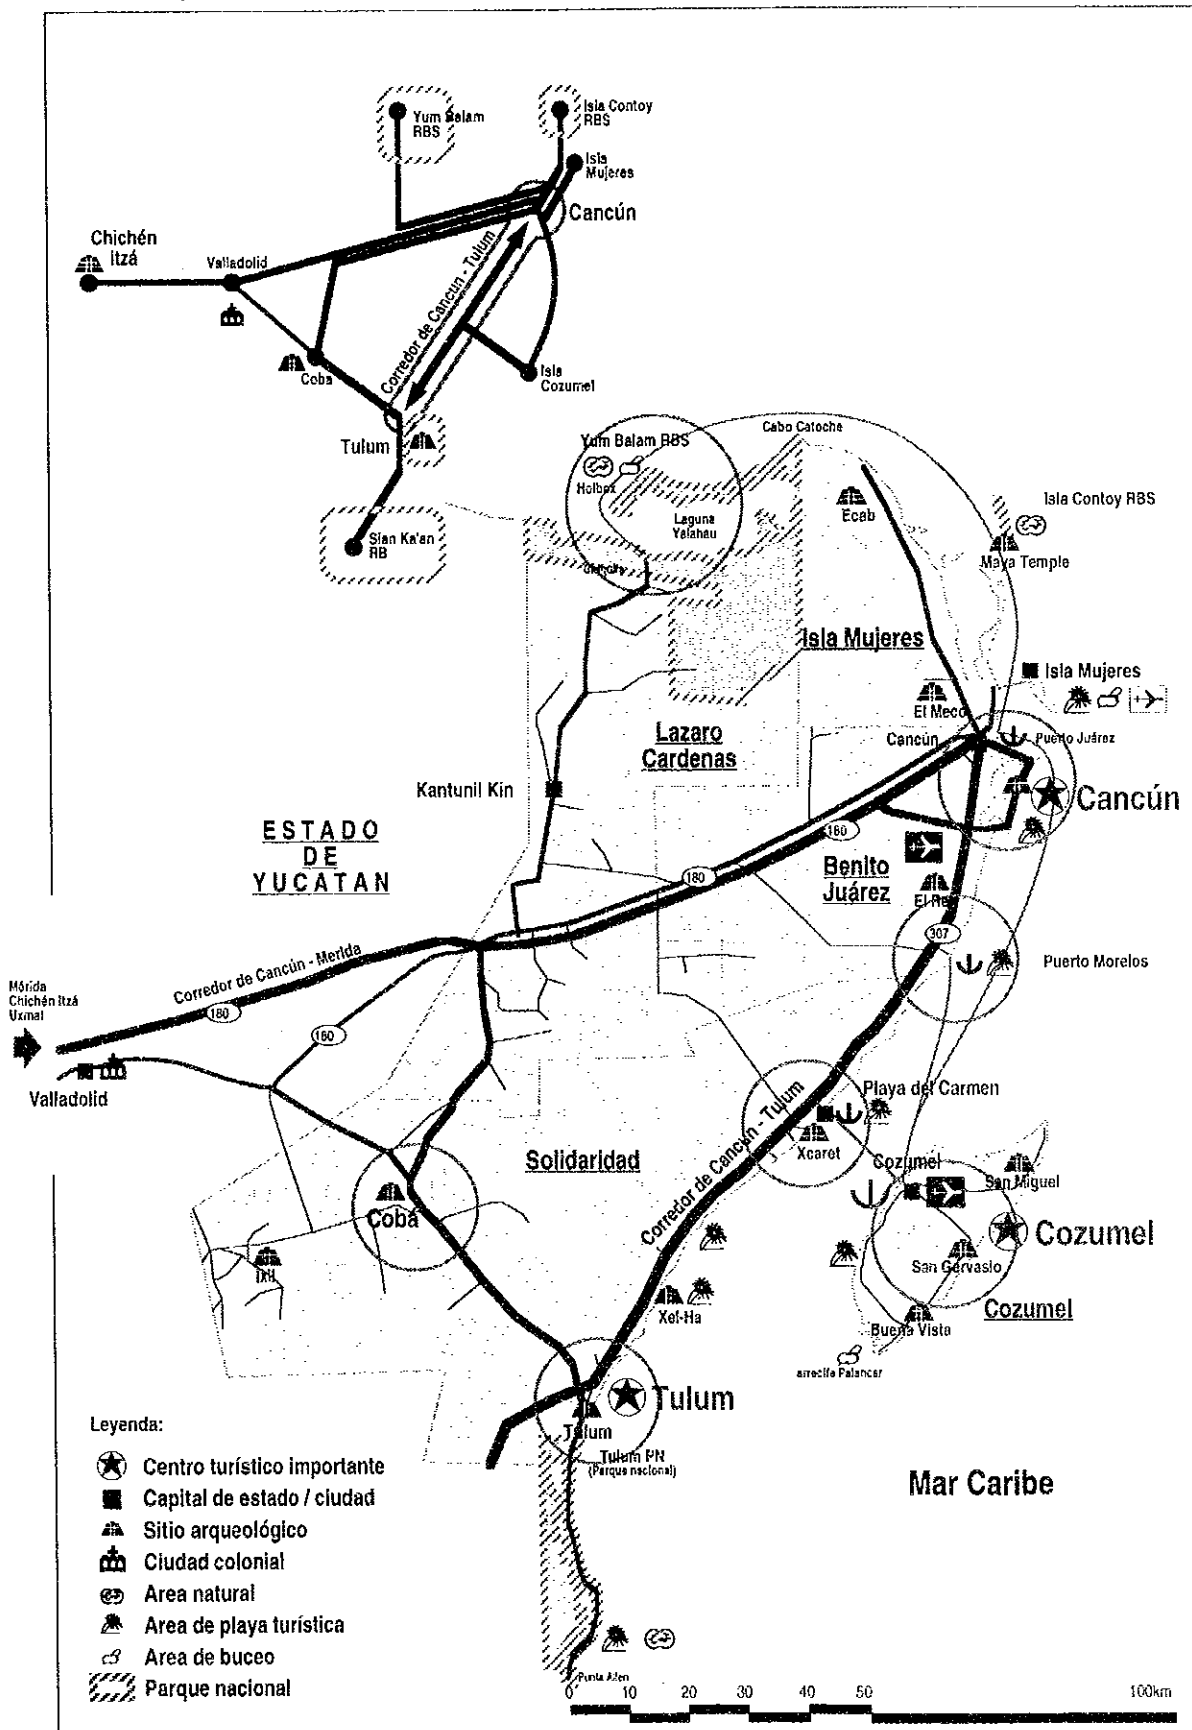 Yum Balam
RBS
Isla Contoy
RBS
Isla
Mujeres
Cancún
Chichén
Itzá
Valladolid
Corredor de Cancun - Tulum
Coba
Isla
Cozumel
Tulum
Sian Ka'an
RB
Yum Balam RBS
Holbox
Cabo Catoche
Laguna
Yalahau
Ecab
Isla Contoy RBS
Maya Temple
Isla Mujeres
Isla Mujeres
El Meco
Cancún
Puerto Juárez
Lazaro
Cardenas
Kantunil Kin
Cancún
ESTADO
DE
YUCATAN
180
180
Benito
Juárez
El Rey
307
Puerto Morelos
Corredor de Cancún - Merida
Mérida
Chichén Itzá
Uxmal
180
180
Valladolid
Playa del Carmen
Xcaret
Solidaridad
Corredor de Cancún - Tulum
Cozumel
San Miguel
Coba
Cozumel
San Gervasio
Ixil
Xel-Ha
Cozumel
Buena Vista
arrecife Palancar
Tulum
Tulum
Tulum PN
(Parque nacional)
Mar Caribe
Leyenda:
Centro turístico importante
Capital de estado / ciudad
Sitio arqueológico
Ciudad colonial
Area natural
Area de playa turística
Area de buceo
Parque nacional
Punta Allen
0 10 20 30 40 50 100km